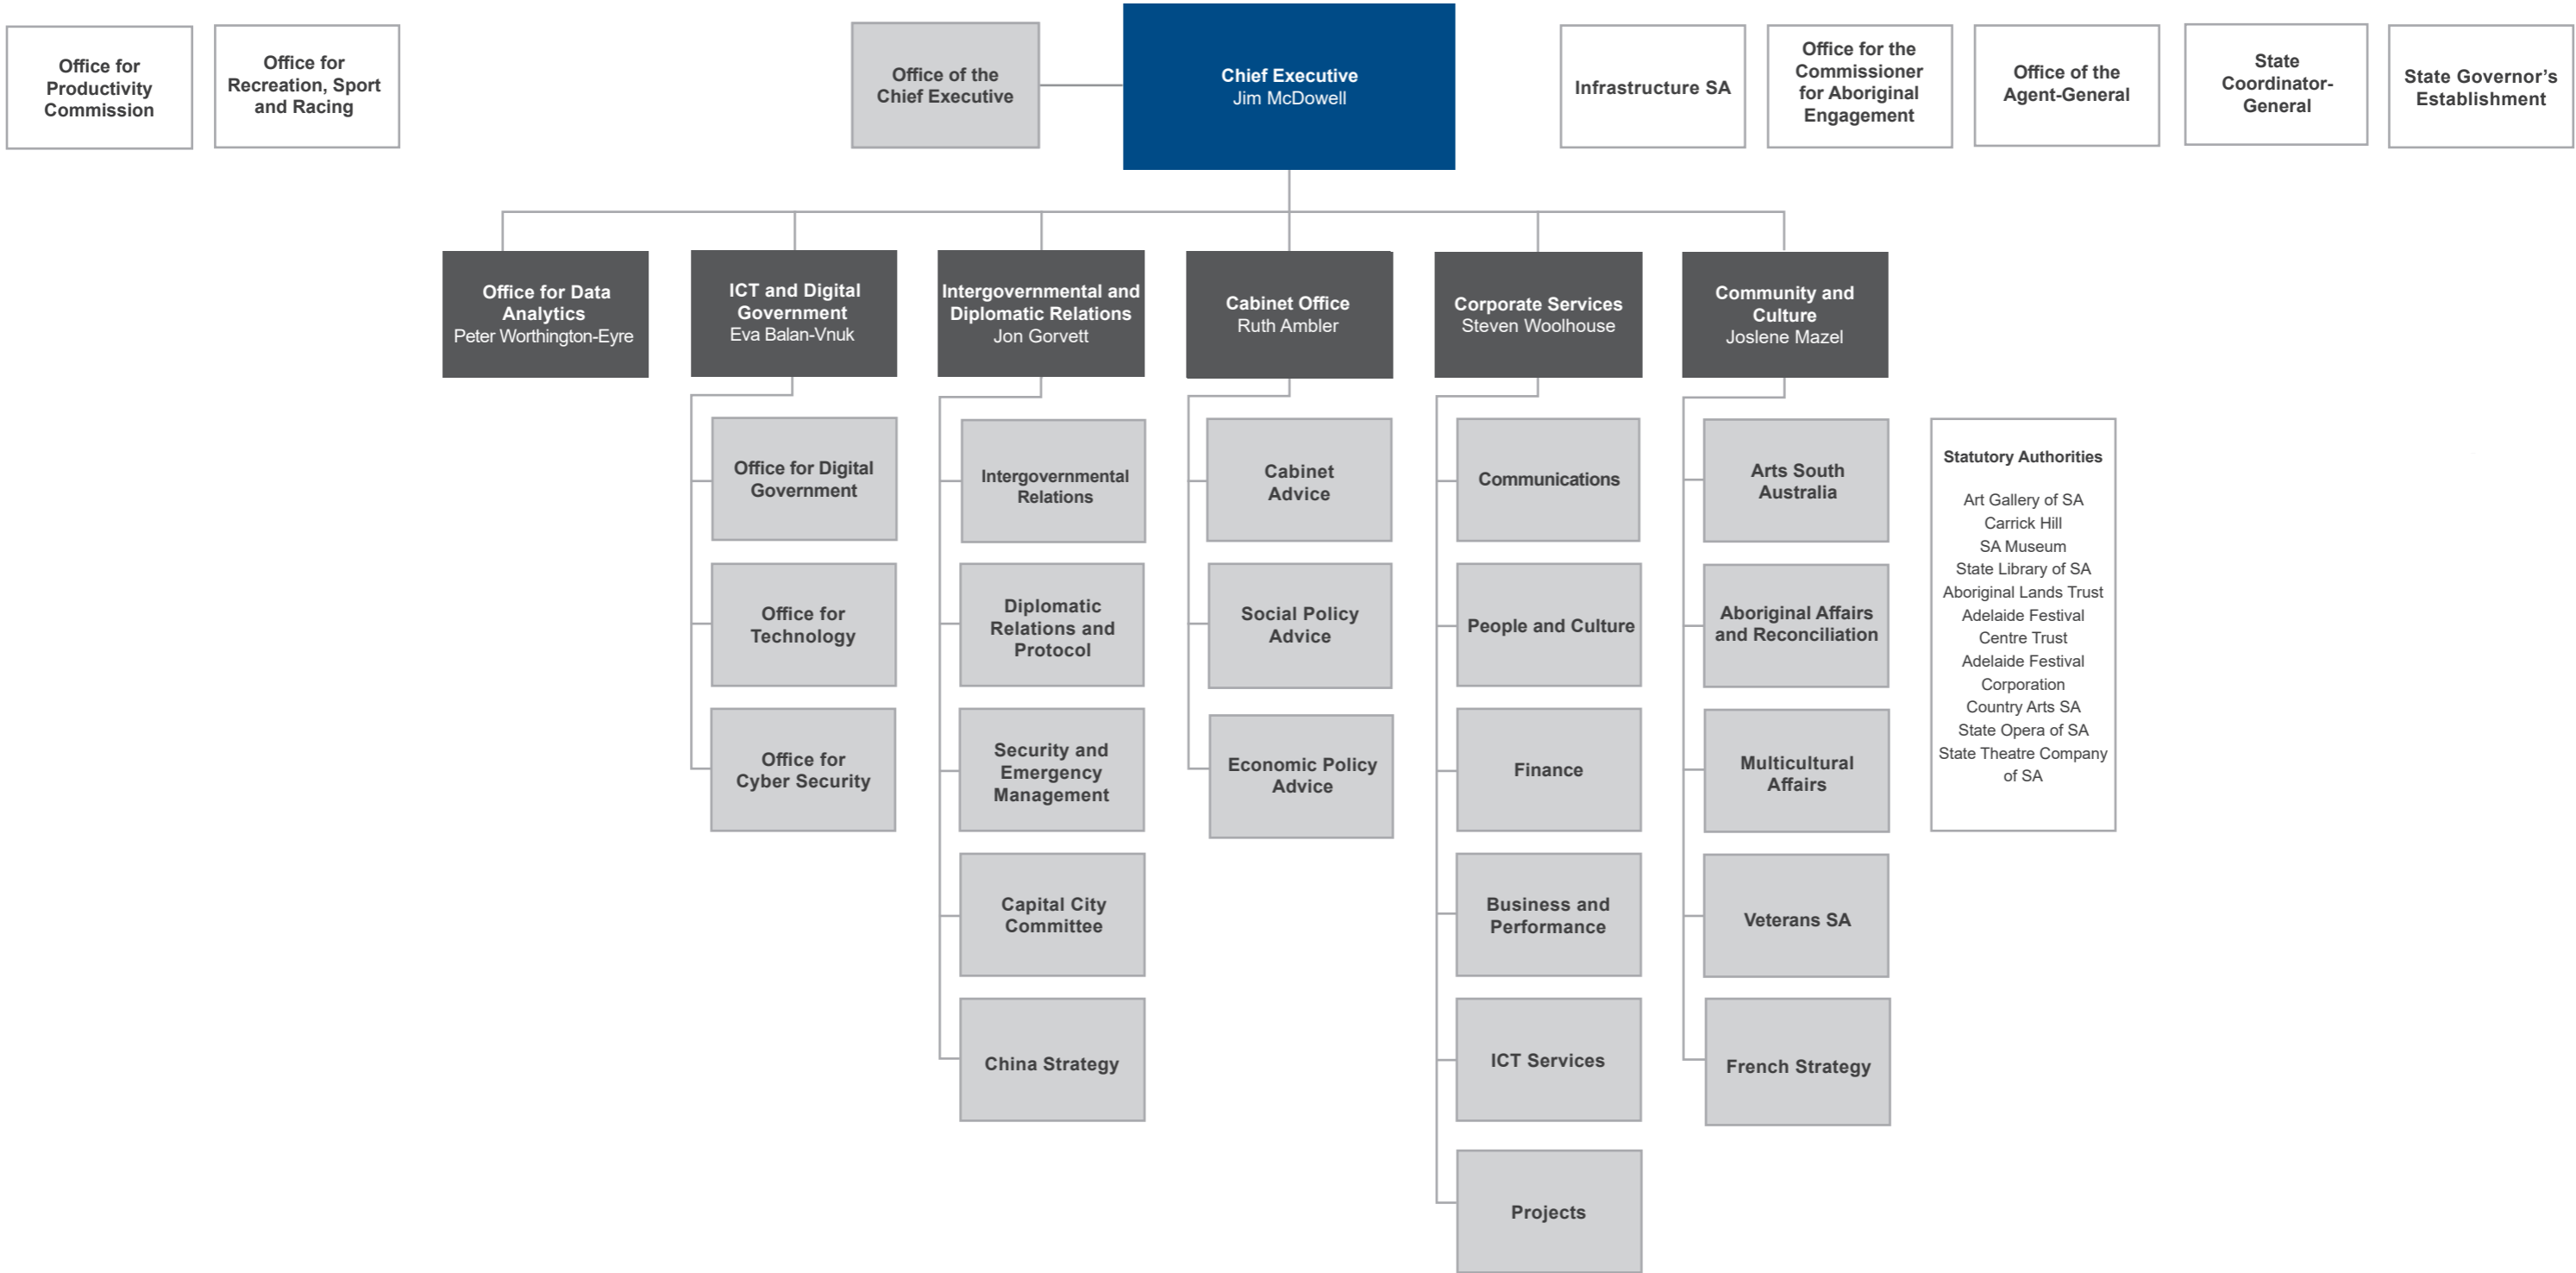 Office for
Productivity
Commission
Office for
Recreation, Sport
and Racing
Office of the
Chief Executive
Chief Executive
Jim McDowell
Infrastructure SA
Office for the
Commissioner
for Aboriginal
Engagement
Office of the
Agent-General
State
Coordinator-
General
State Governor’s
Establishment
Office for Data
Analytics
Peter Worthington-Eyre
ICT and Digital
Government
Eva Balan-Vnuk
Intergovernmental and
Diplomatic Relations
Jon Gorvett
Cabinet Office
Ruth Ambler
Corporate Services
Steven Woolhouse
Community and
Culture
Joslene Mazel
Office for Digital
Government
Office for
Technology
Office for
Cyber Security
Intergovernmental
Relations
Diplomatic
Relations and
Protocol
Security and
Emergency
Management
Capital City
Committee
China Strategy
Cabinet
Advice
Social Policy
Advice
Economic Policy
Advice
Communications
People and Culture
Finance
Business and
Performance
ICT Services
Projects
Arts South
Australia
Aboriginal Affairs
and Reconciliation
Multicultural
Affairs
Veterans SA
French Strategy
Statutory Authorities
Art Gallery of SA
Carrick Hill
SA Museum
State Library of SA
Aboriginal Lands Trust
Adelaide Festival
Centre Trust
Adelaide Festival
Corporation
Country Arts SA
State Opera of SA
State Theatre Company
of SA